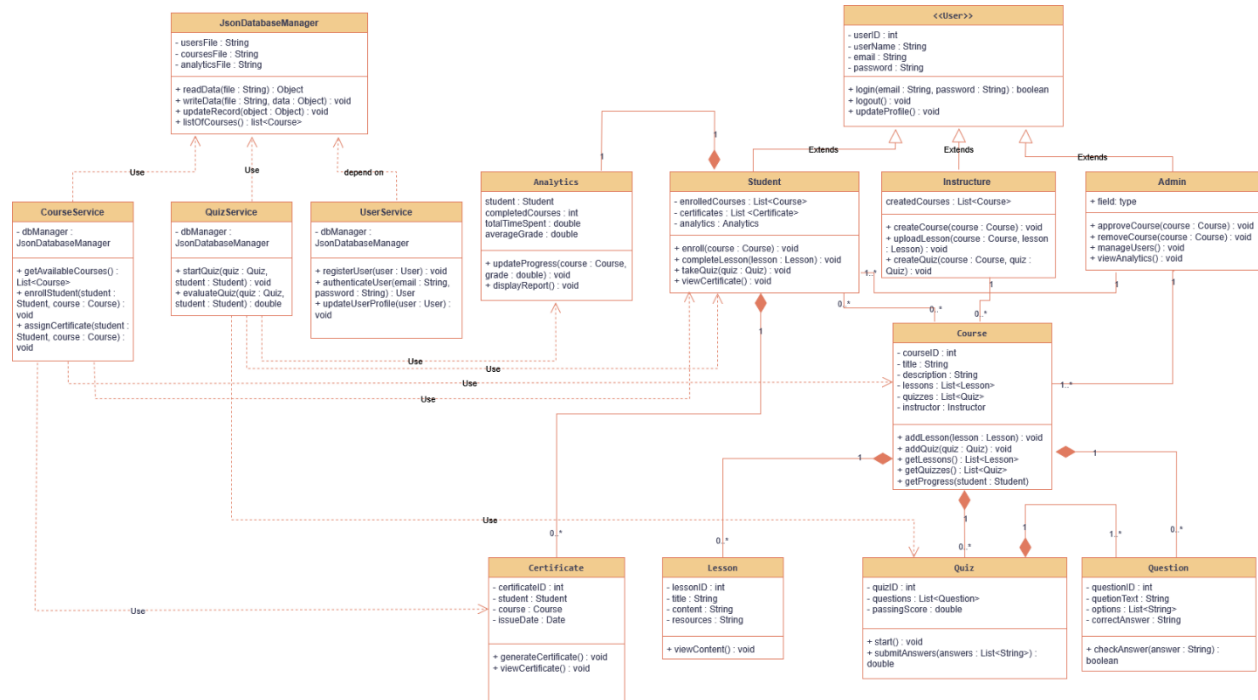 JsonDatabaseManager
- usersFile : String
- coursesFile : String
- analyticsFile : String
+ readData(file : String) : Object
+ writeData(file : String, data : Object) : void
+ updateRecord(object : Object) : void
+ listOfCourses() : list<Course>
<<User>>
- userID : int
- userName : String
- email : String
- password : String
+ login(email : String, password : String) : boolean
+ logout() : void
+ updateProfile() : void
Use
Use
depend on
1
1
Extends
Extends
Extends
CourseService
- dbManager :
JsonDatabaseManager
+ getAvailableCourses() :
List<Course>
+ enrollStudent(student :
Student, course : Course) :
void
+ assignCertificate(student :
Student, course : Course) :
void
QuizService
- dbManager :
JsonDatabaseManager
+ startQuiz(quiz : Quiz,
student : Student) : void
+ evaluateQuiz(quiz : Quiz,
student : Student) : double
UserService
- dbManager :
JsonDatabaseManager
+ registerUser(user : User) : void
+ authenticateUser(email : String,
password : String) : User
+ updateUserProfile(user : User) :
void
Analytics
student : Student
completedCourses : int
totalTimeSpent : double
averageGrade : double
+ updateProgress(course : Course,
grade : double) : void
+ displayReport() : void
Student
- enrolledCourses : List<Course>
- certificates : List <Certificate>
- analytics : Analytics
+ enroll(course : Course) : void
+ completeLesson(lesson : Lesson) : void
+ takeQuiz(quiz : Quiz) : void
+ viewCertificate() : void
Instructure
createdCourses : List<Course>
+ createCourse(course : Course) : void
+ uploadLesson(course : Course, lesson
: Lesson) : void
+ createQuiz(course : Course, quiz :
Quiz) : void
Admin
+ field: type
+ approveCourse(course : Course) : void
+ removeCourse(course : Course) : void
+ manageUsers() : void
+ viewAnalytics() : void
1..*
1
1
1
0..*
0..*
1..*
Use
Use
Use
Use
Course
- courseID : int
- title : String
- description : String
- lessons : List<Lesson>
- quizzes : List<Quiz>
- instructor : Instructor
+ addLesson(lesson : Lesson) : void
+ addQuiz(quiz : Quiz) : void
+ getLessons() : List<Lesson>
+ getQuizzes() : List<Quiz>
+ getProgress(student : Student)
1
1
1
1
Use
0..*
0..*
0..*
1..*
0..*
Use
Certificate
- certificateID : int
- student : Student
- course : Course
- issueDate : Date
+ generateCertificate() : void
+ viewCertificate() : void
Lesson
- lessonID : int
- title : String
- content : String
- resources : String
+ viewContent() : void
Quiz
- quizID : int
- questions : List<Question>
- passingScore : double
+ start() : void
+ submitAnswers(answers : List<String>) :
double
Question
- questionID : int
- quetionText : String
- options : List<String>
- correctAnswer : String
+ checkAnswer(answer : String) :
boolean